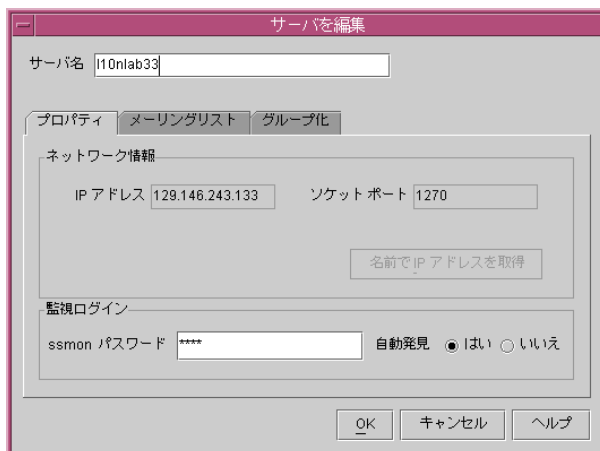 サーバを編集
サーバ名 l10nlab33
プロパティ メーリングリスト グループ化
ネットワーク情報
IP アドレス 129.146.243.133 ソケットポート 1270
名前で IP アドレスを取得
監視ログイン
ssmon パスワード **** 自動発見 はい いいえ
OK キャンセル ヘルプ